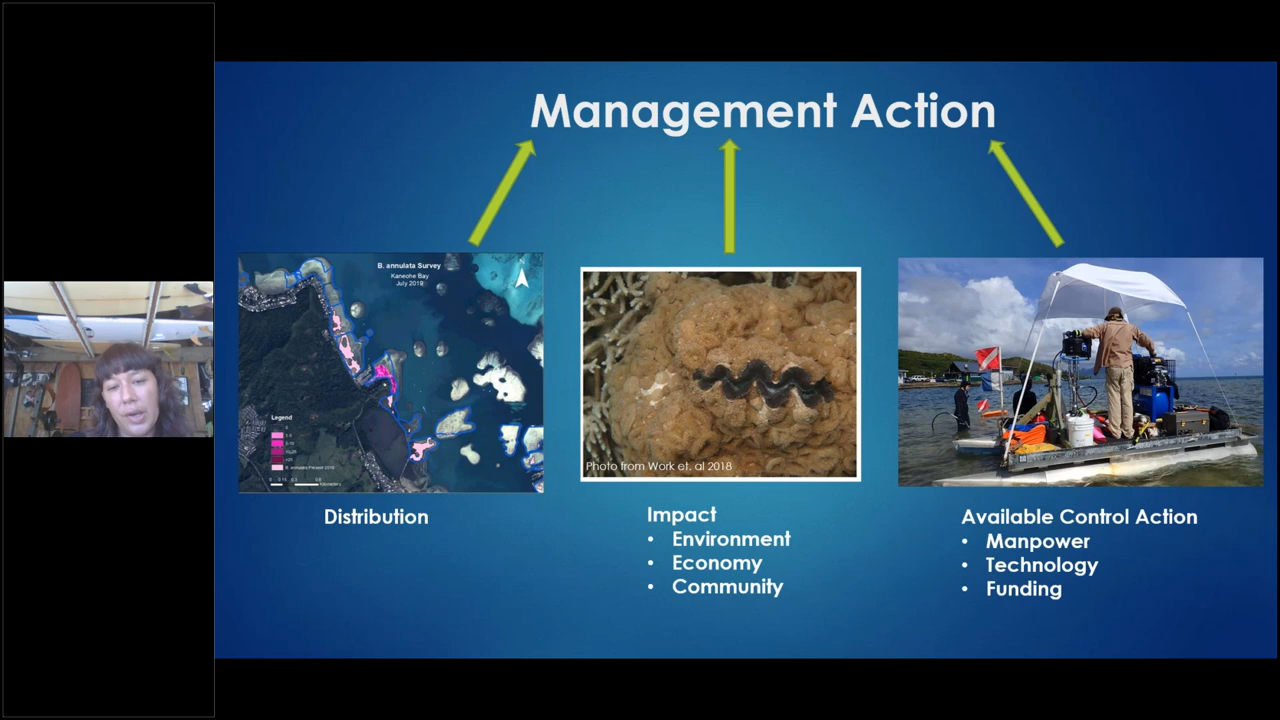 Management Action
B. annulata Survey
Kaneohe Bay
July 2019
Legend
Photo from Work et. al 2018
Distribution
Impact
• Environment
• Economy
• Community
Available Control Action
• Manpower
• Technology
• Funding